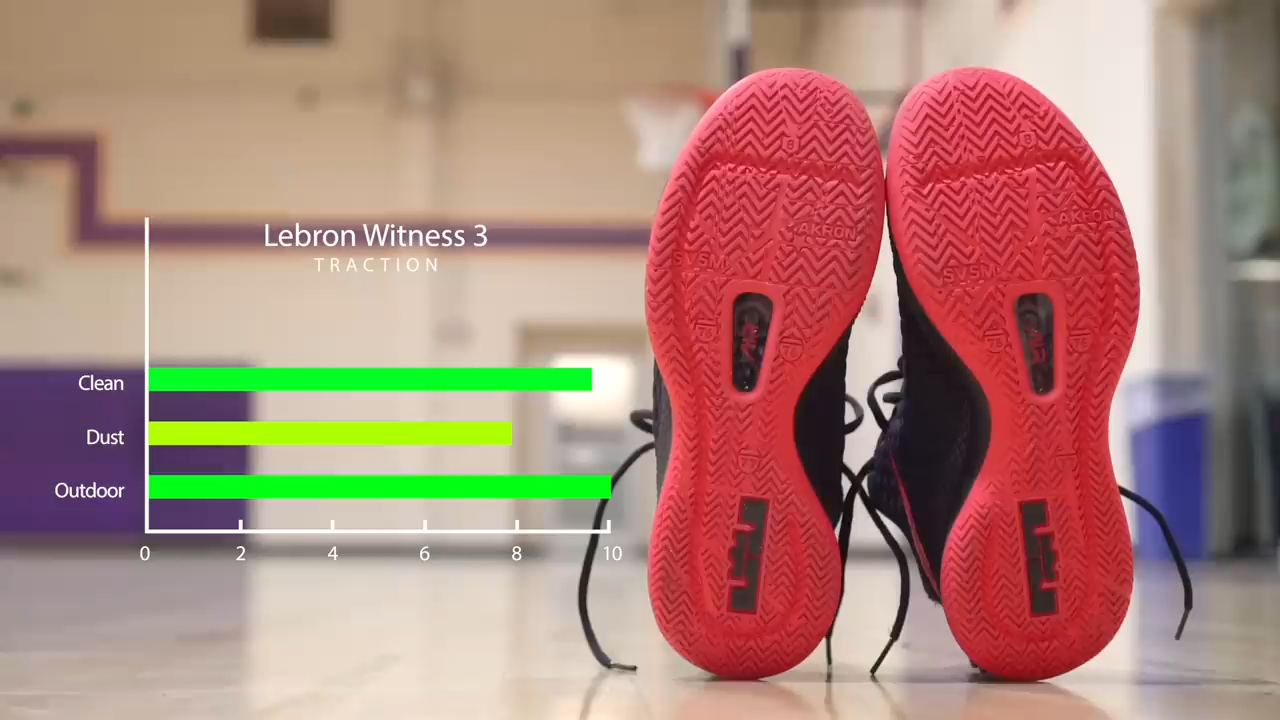 Lebron Witness 3
TRACTION
Clean
Dust
Outdoor
0 2 4 6 8 10
AKRON
SVSM
AKRON
SVSM